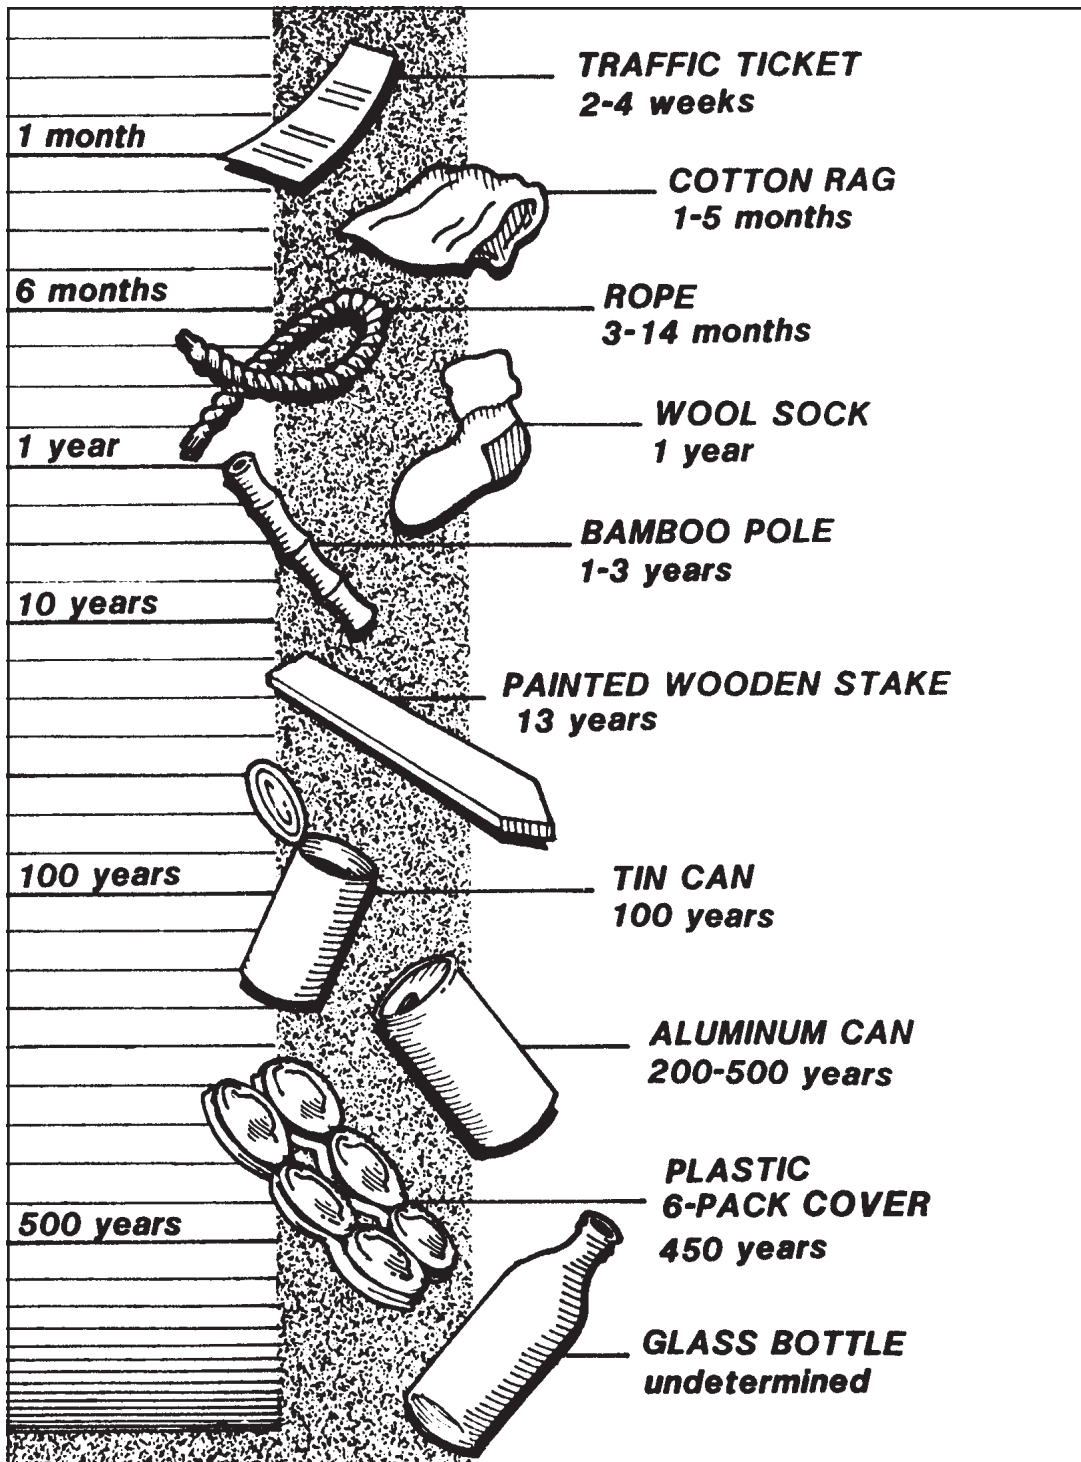 TRAFFIC TICKET
2-4 weeks
1 month
COTTON RAG
1-5 months
6 months
ROPE
3-14 months
WOOL SOCK
1 year
1 year
BAMBOO POLE
1-3 years
10 years
PAINTED WOODEN STAKE
13 years
100 years
TIN CAN
100 years
ALUMINUM CAN
200-500 years
PLASTIC
6-PACK COVER
450 years
500 years
GLASS BOTTLE
undetermined